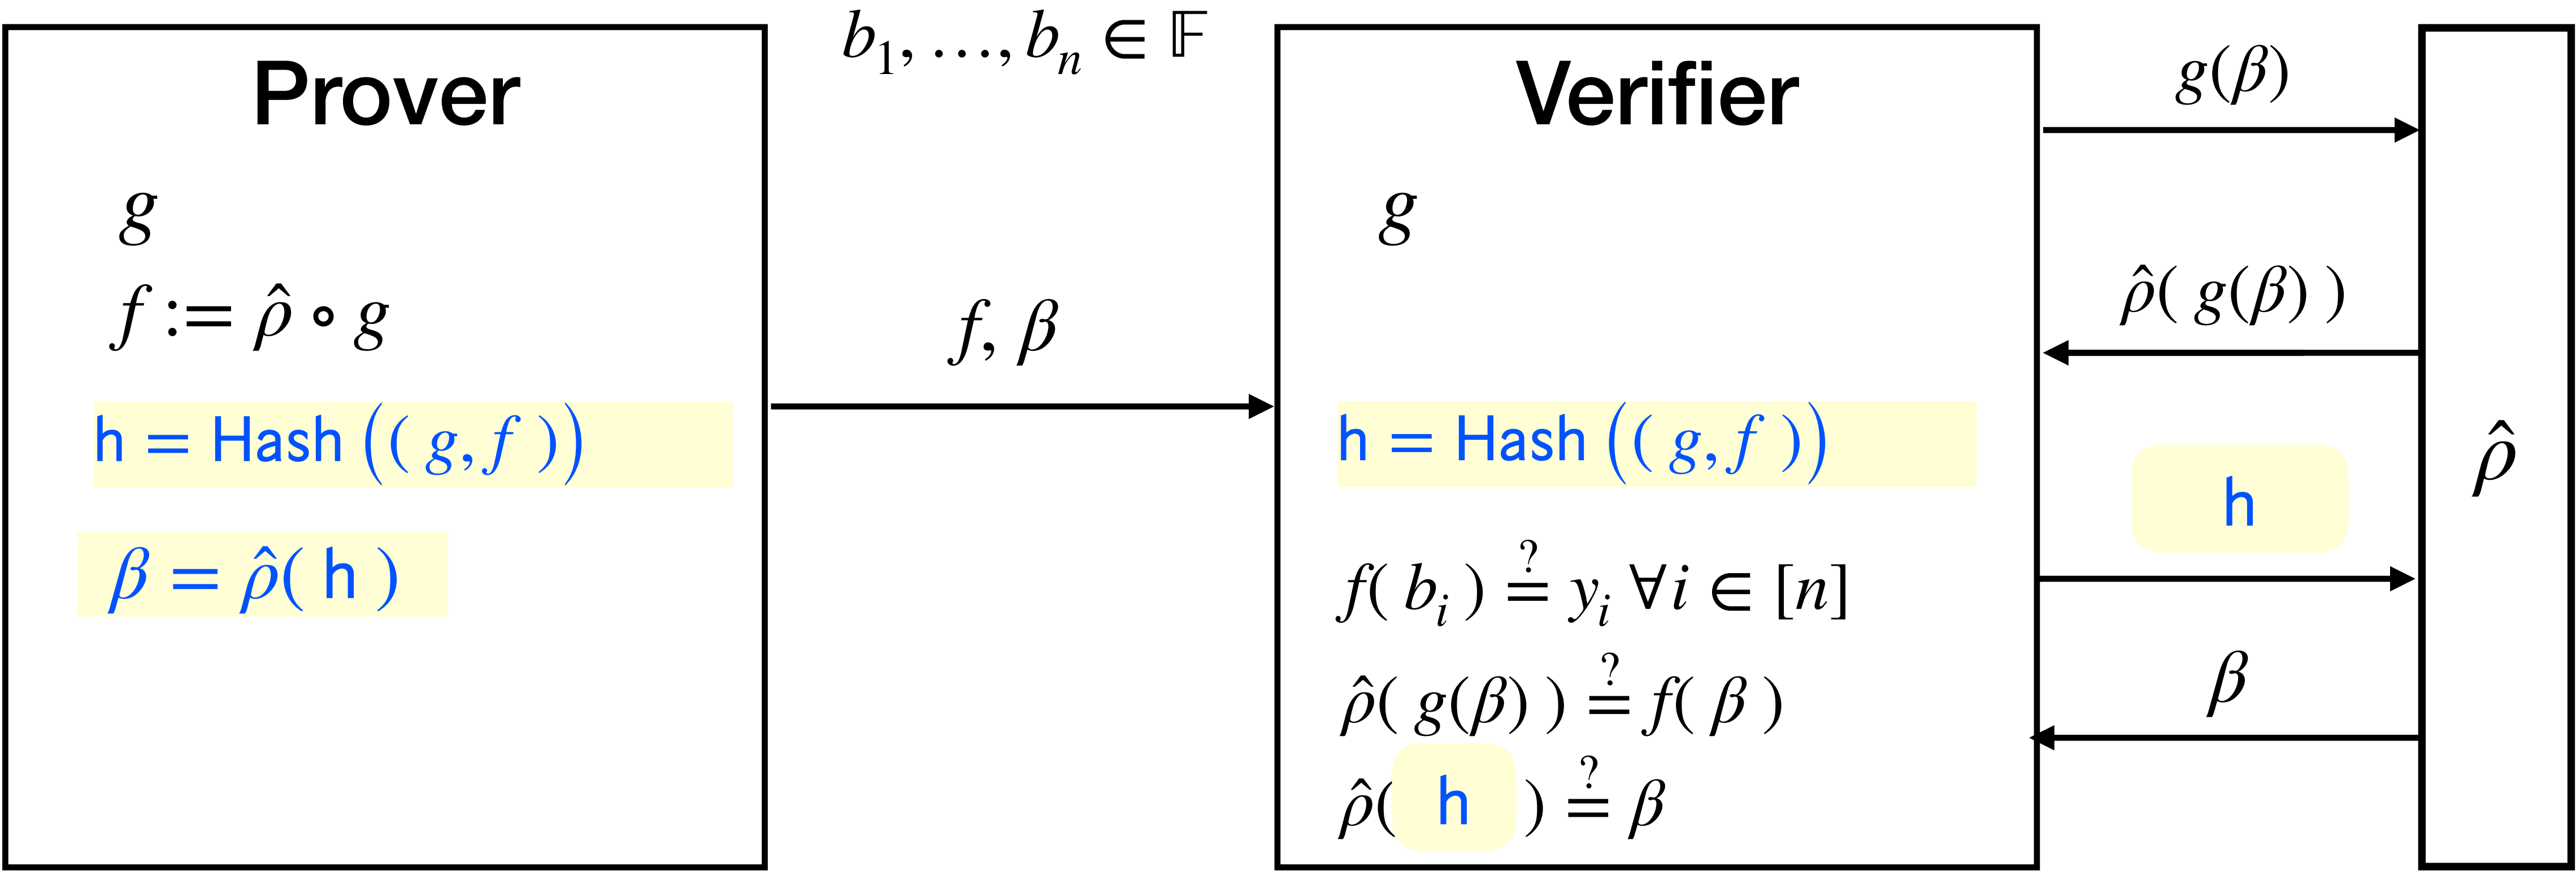 Prover
g
f := ρ̂ ∘ g
h = Hash (( g, f ))
β = ρ̂( h )
b₁, …, bₙ ∈ 𝔽
f, β
Verifier
g
h = Hash (( g, f ))
f( bᵢ ) ≟ yᵢ ∀i ∈ [n]
ρ̂( g(β) ) ≟ f( β )
ρ̂( h ) ≟ β
g(β)
ρ̂( g(β) )
h
β
ρ̂